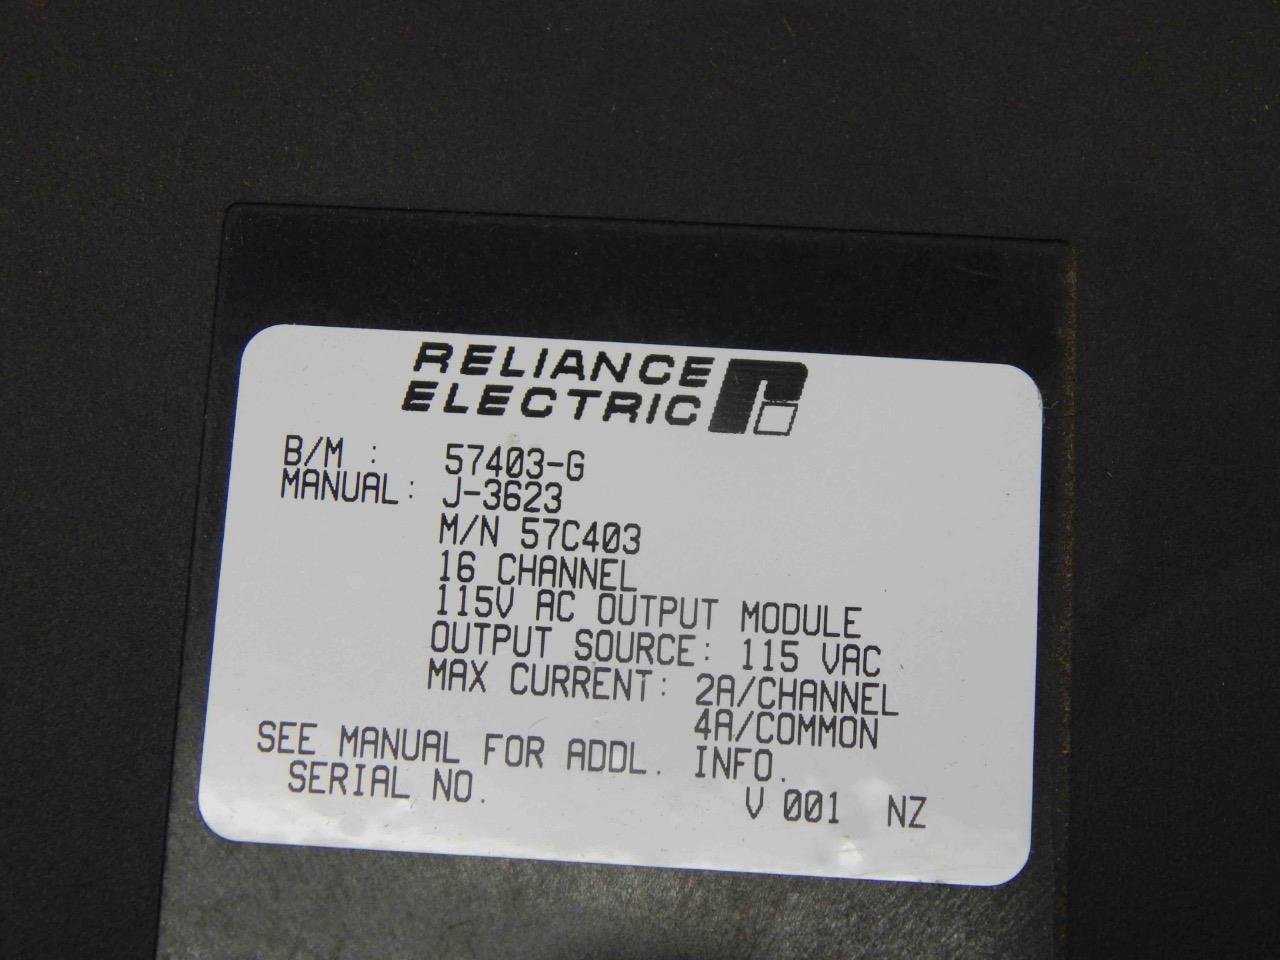 RELIANCE
ELECTRIC
B/M : 57403-G
MANUAL: J-3623
M/N 57C403
16 CHANNEL
115V AC OUTPUT MODULE
OUTPUT SOURCE: 115 VAC
MAX CURRENT: 2A/CHANNEL
4A/COMMON
SEE MANUAL FOR ADDL. INFO.
SERIAL NO. V 001 NZ